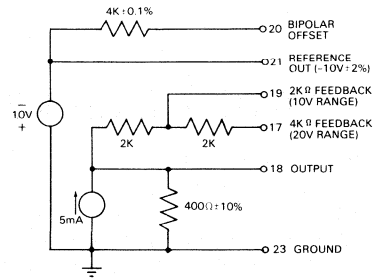 4K ± 0.1%
20 BIPOLAR
OFFSET
21 REFERENCE
OUT (-10V ± 2%)
19 2KΩ FEEDBACK
(10V RANGE)
17 4KΩ FEEDBACK
(20V RANGE)
−
10V
+
2K
2K
18 OUTPUT
5mA
400Ω ± 10%
23 GROUND